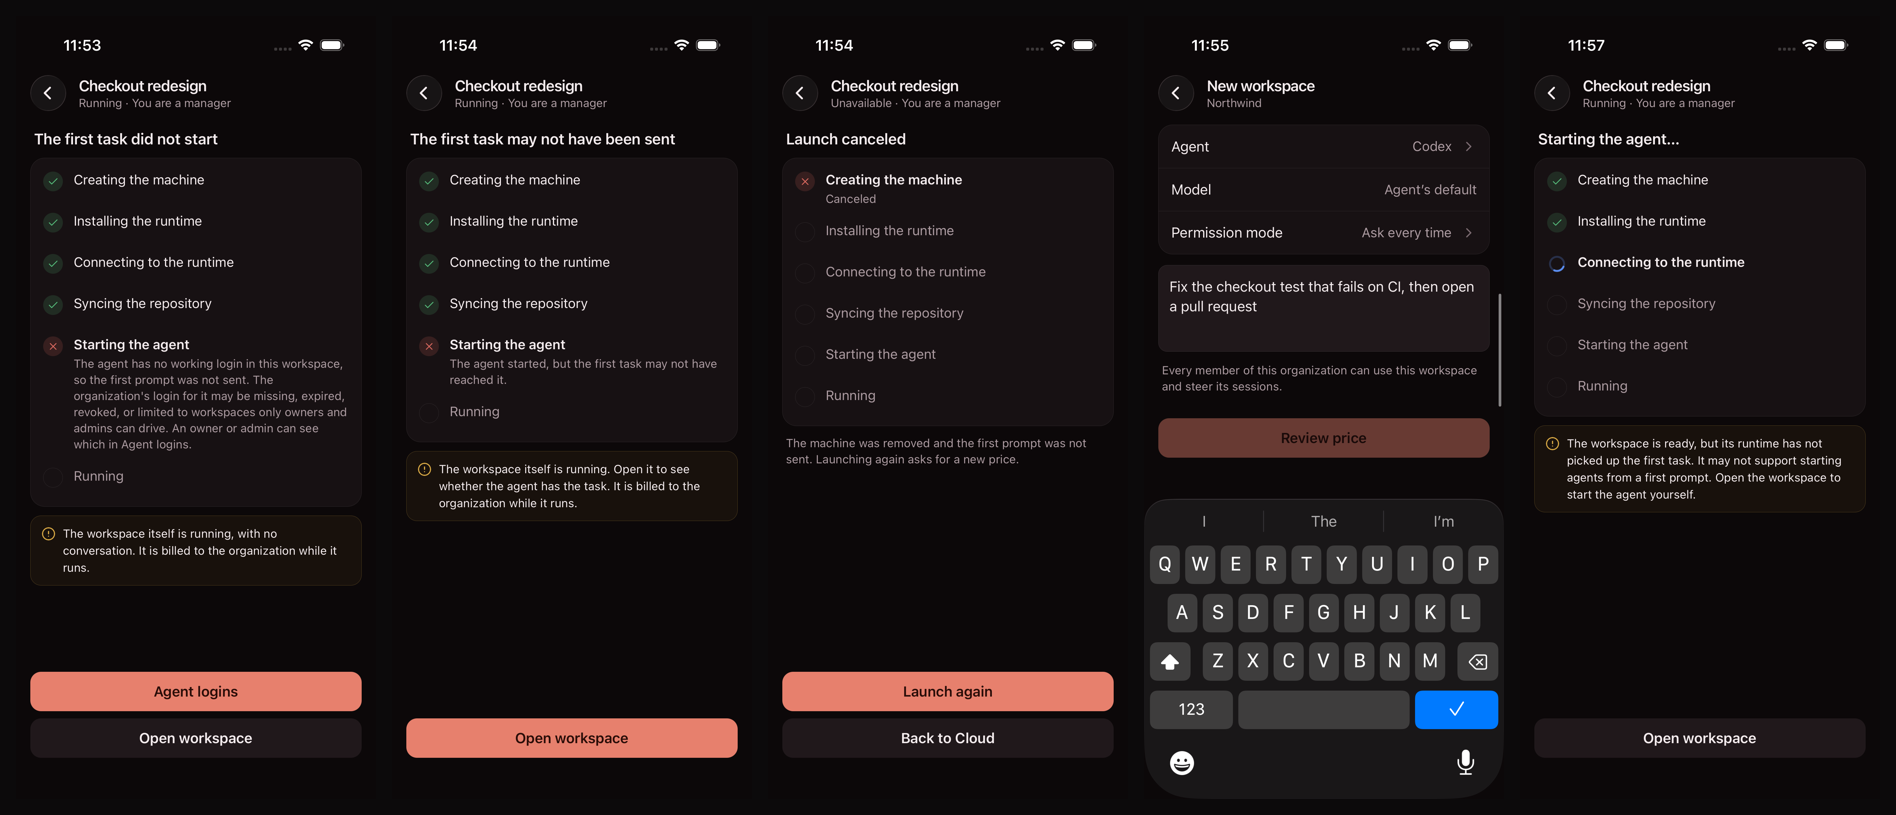 11:53
Checkout redesign
Running · You are a manager
The first task did not start
Creating the machine
Installing the runtime
Connecting to the runtime
Syncing the repository
Starting the agent
The agent has no working login in this workspace,
so the first prompt was not sent. The
organization's login for it may be missing, expired,
revoked, or limited to workspaces only owners and
admins can drive. An owner or admin can see
which in Agent logins.
Running
The workspace itself is running, with no
conversation. It is billed to the organization while it
runs.
Agent logins
Open workspace
11:54
Checkout redesign
Running · You are a manager
The first task may not have been sent
Creating the machine
Installing the runtime
Connecting to the runtime
Syncing the repository
Starting the agent
The agent started, but the first task may not have
reached it.
Running
The workspace itself is running. Open it to see
whether the agent has the task. It is billed to the
organization while it runs.
Open workspace
11:54
Checkout redesign
Unavailable · You are a manager
Launch canceled
Creating the machine
Canceled
Installing the runtime
Connecting to the runtime
Syncing the repository
Starting the agent
Running
The machine was removed and the first prompt was not
sent. Launching again asks for a new price.
Launch again
Back to Cloud
11:55
New workspace
Northwind
Agent Codex
Model Agent's default
Permission mode Ask every time
Fix the checkout test that fails on CI, then open
a pull request
Every member of this organization can use this workspace
and steer its sessions.
Review price
I The I'm
Q W E R T Y U I O P
A S D F G H J K L
Z X C V B N M
123
11:57
Checkout redesign
Running · You are a manager
Starting the agent...
Creating the machine
Installing the runtime
Connecting to the runtime
Syncing the repository
Starting the agent
Running
The workspace is ready, but its runtime has not
picked up the first task. It may not support starting
agents from a first prompt. Open the workspace to
start the agent yourself.
Open workspace